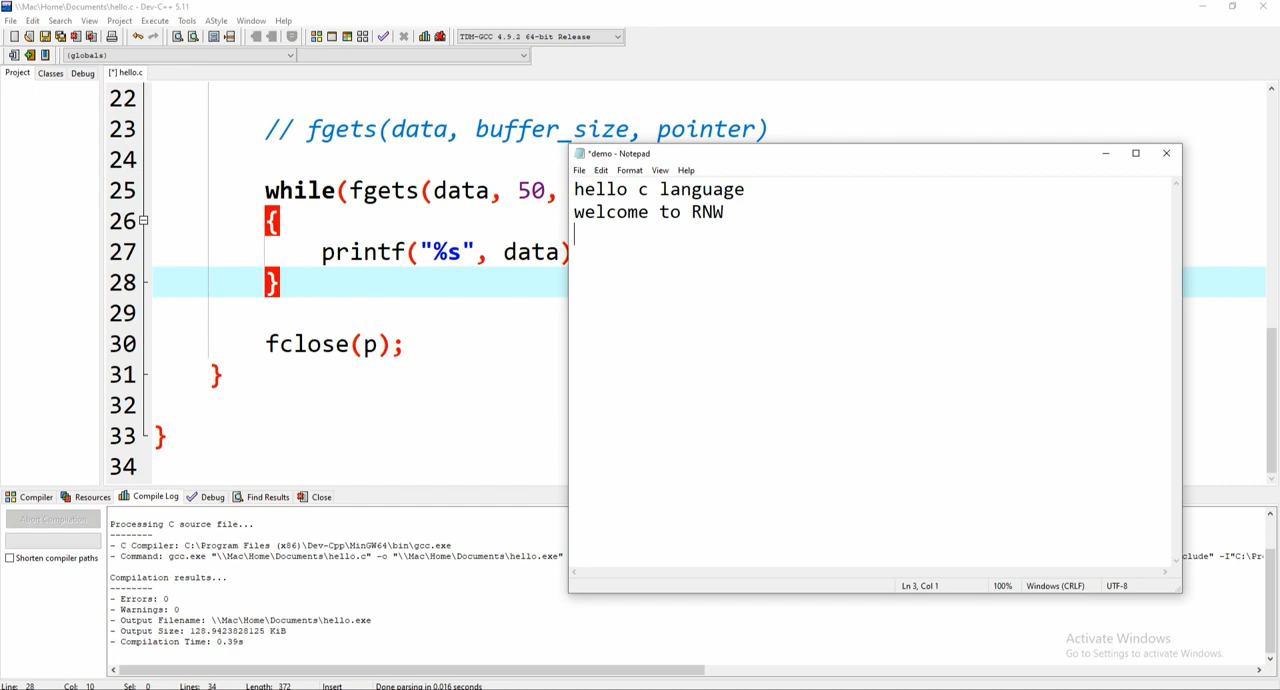 \\Mac\Home\Documents\hello.c - Dev-C++ 5.11
File Edit Search View Project Execute Tools AStyle Window Help
TDM-GCC 4.9.2 64-bit Release
(globals)
Project Classes Debug
[*] hello.c
22
23 // fgets(data, buffer_size, pointer)
24
25 while(fgets(data, 50,
26 {
27 printf("%s", data)
28 }
29
30 fclose(p);
31 }
32
33 }
34
*demo - Notepad
File Edit Format View Help
hello c language
welcome to RNW
Ln 3, Col 1 100% Windows (CRLF) UTF-8
Compiler Resources Compile Log Debug Find Results Close
Abort Compilation
Shorten compiler paths
Processing C source file...
--------
- C Compiler: C:\Program Files (x86)\Dev-Cpp\MinGW64\bin\gcc.exe
- Command: gcc.exe "\\Mac\Home\Documents\hello.c" -o "\\Mac\Home\Documents\hello.exe" clude" -I"C:\Pr
Compilation results...
--------
- Errors: 0
- Warnings: 0
- Output Filename: \\Mac\Home\Documents\hello.exe
- Output Size: 128.9423828125 KiB
- Compilation Time: 0.39s
Activate Windows
Go to Settings to activate Windows.
Line: 28 Col: 10 Sel: 0 Lines: 34 Length: 372 Insert Done parsing in 0.016 seconds